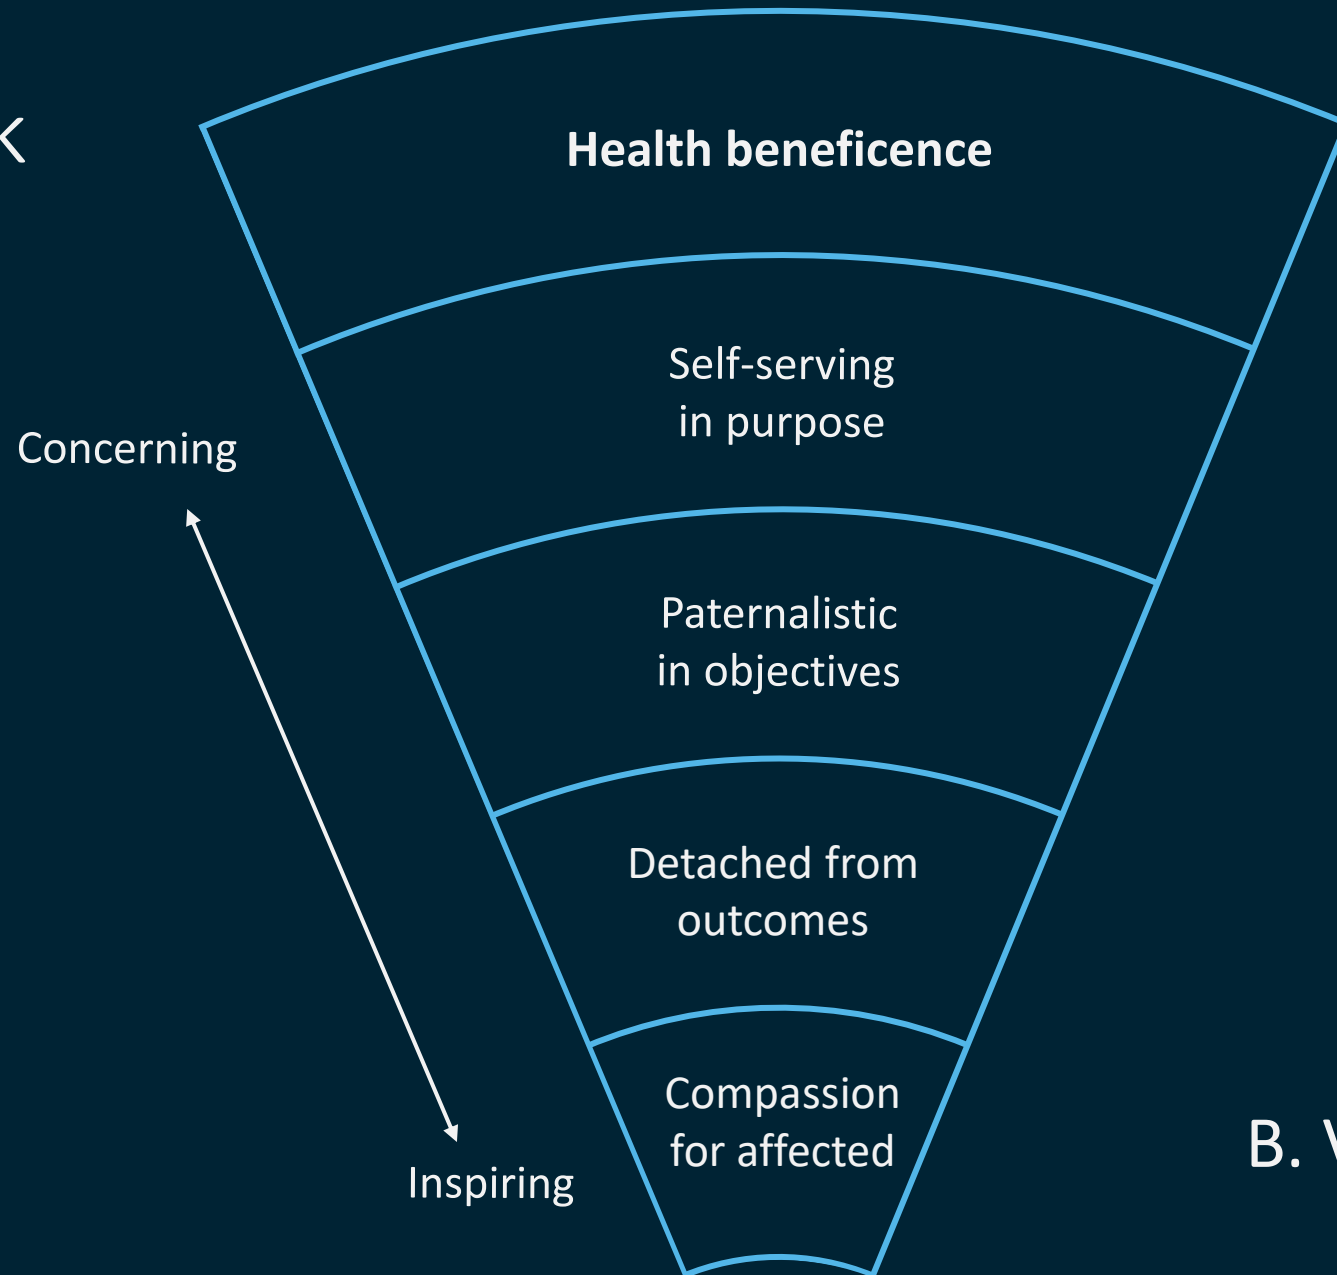 Health beneficence
Self-serving
in purpose
Concerning
Paternalistic
in objectives
Detached from
outcomes
Compassion
for affected
Inspiring
B.